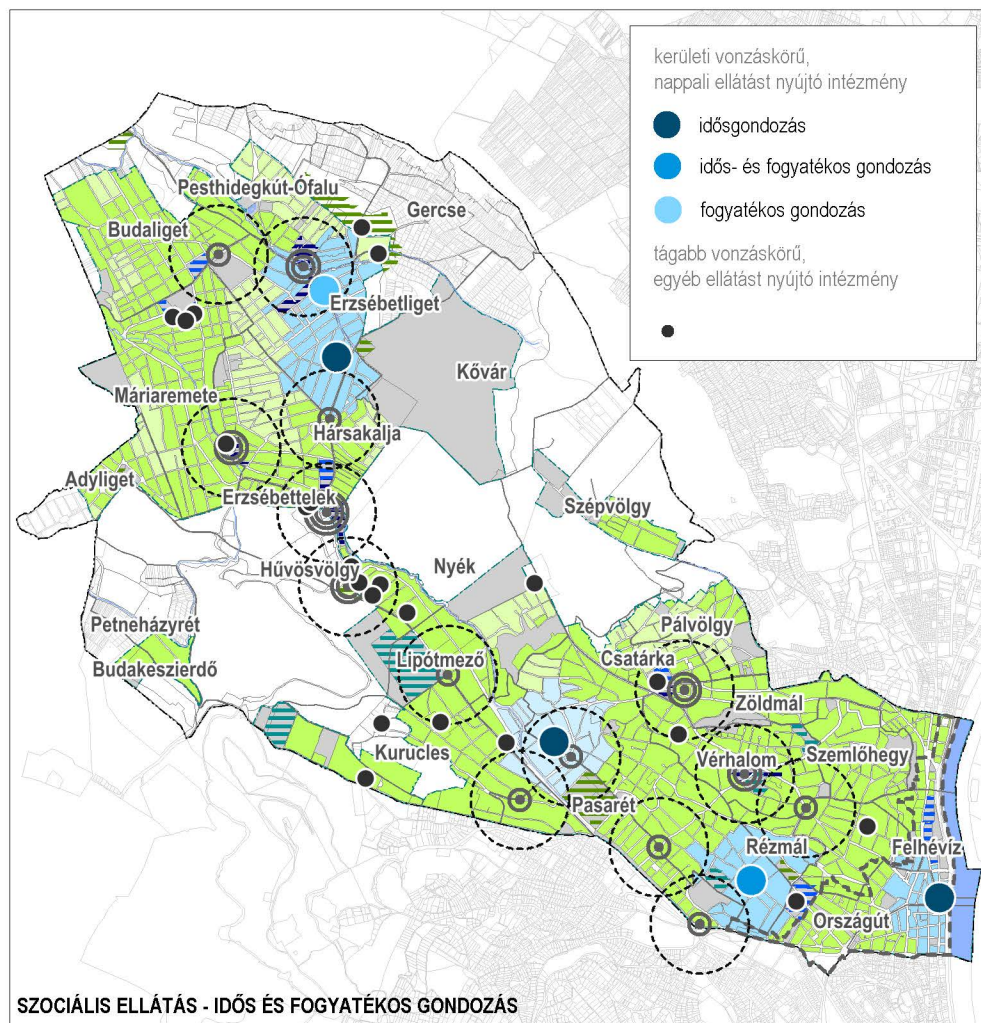 kerületi vonzáskörű,
nappali ellátást nyújtó intézmény
idősgondozás
idős- és fogyatékos gondozás
fogyatékos gondozás
tágabb vonzáskörű,
egyéb ellátást nyújtó intézmény
Pesthidegkút-Ófalu
Gercse
Budaliget
Erzsébetliget
Kővár
Máriaremete
Hársakalja
Adyliget
Erzsébettelek
Szépvölgy
Hűvösvölgy
Nyék
Petneházyrét
Pálvölgy
Budakeszierdő
Lipótmező
Csatárka
Zöldmál
Kurucles
Vérhalom
Szemlőhegy
Pasarét
Rézmál
Felhévíz
Országút
SZOCIÁLIS ELLÁTÁS - IDŐS ÉS FOGYATÉKOS GONDOZÁS